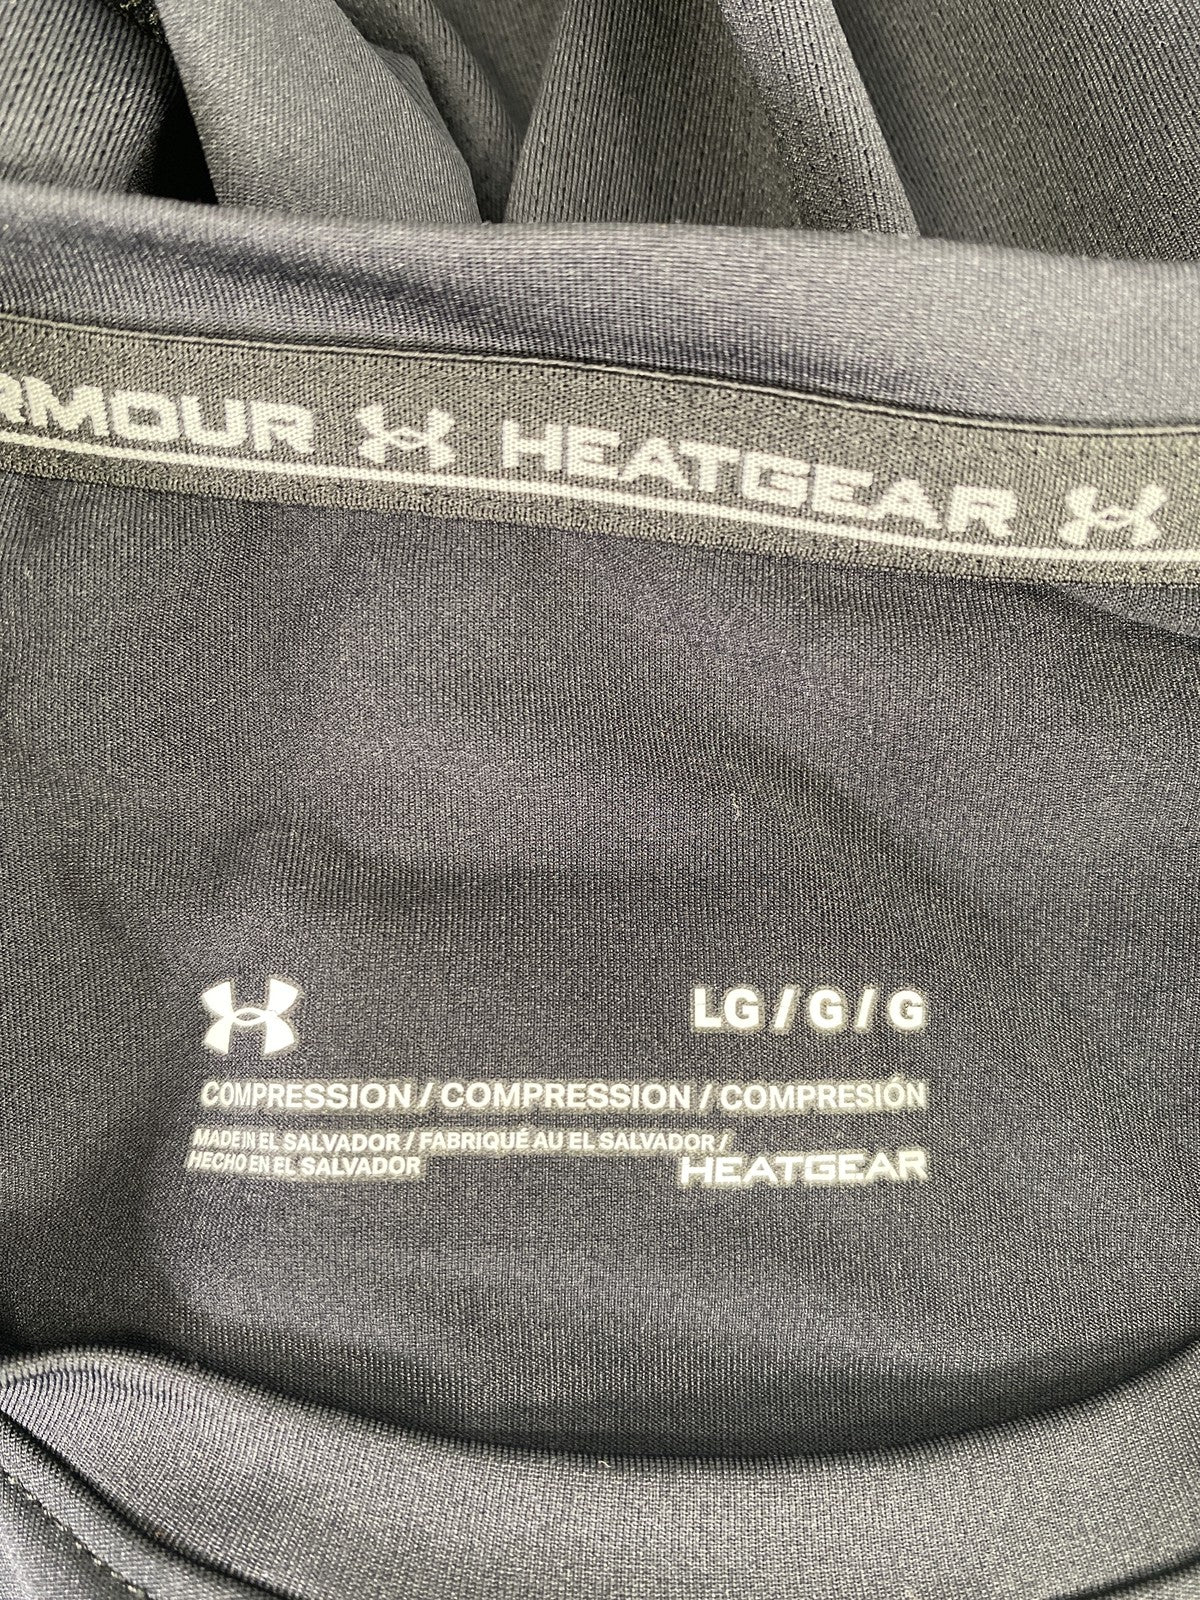 RMOUR HEATGEAR
LG / G / G
COMPRESSION / COMPRESSION / COMPRESIÓN
MADE IN EL SALVADOR / FABRIQUÉ AU EL SALVADOR /
HECHO EN EL SALVADOR
HEATGEAR